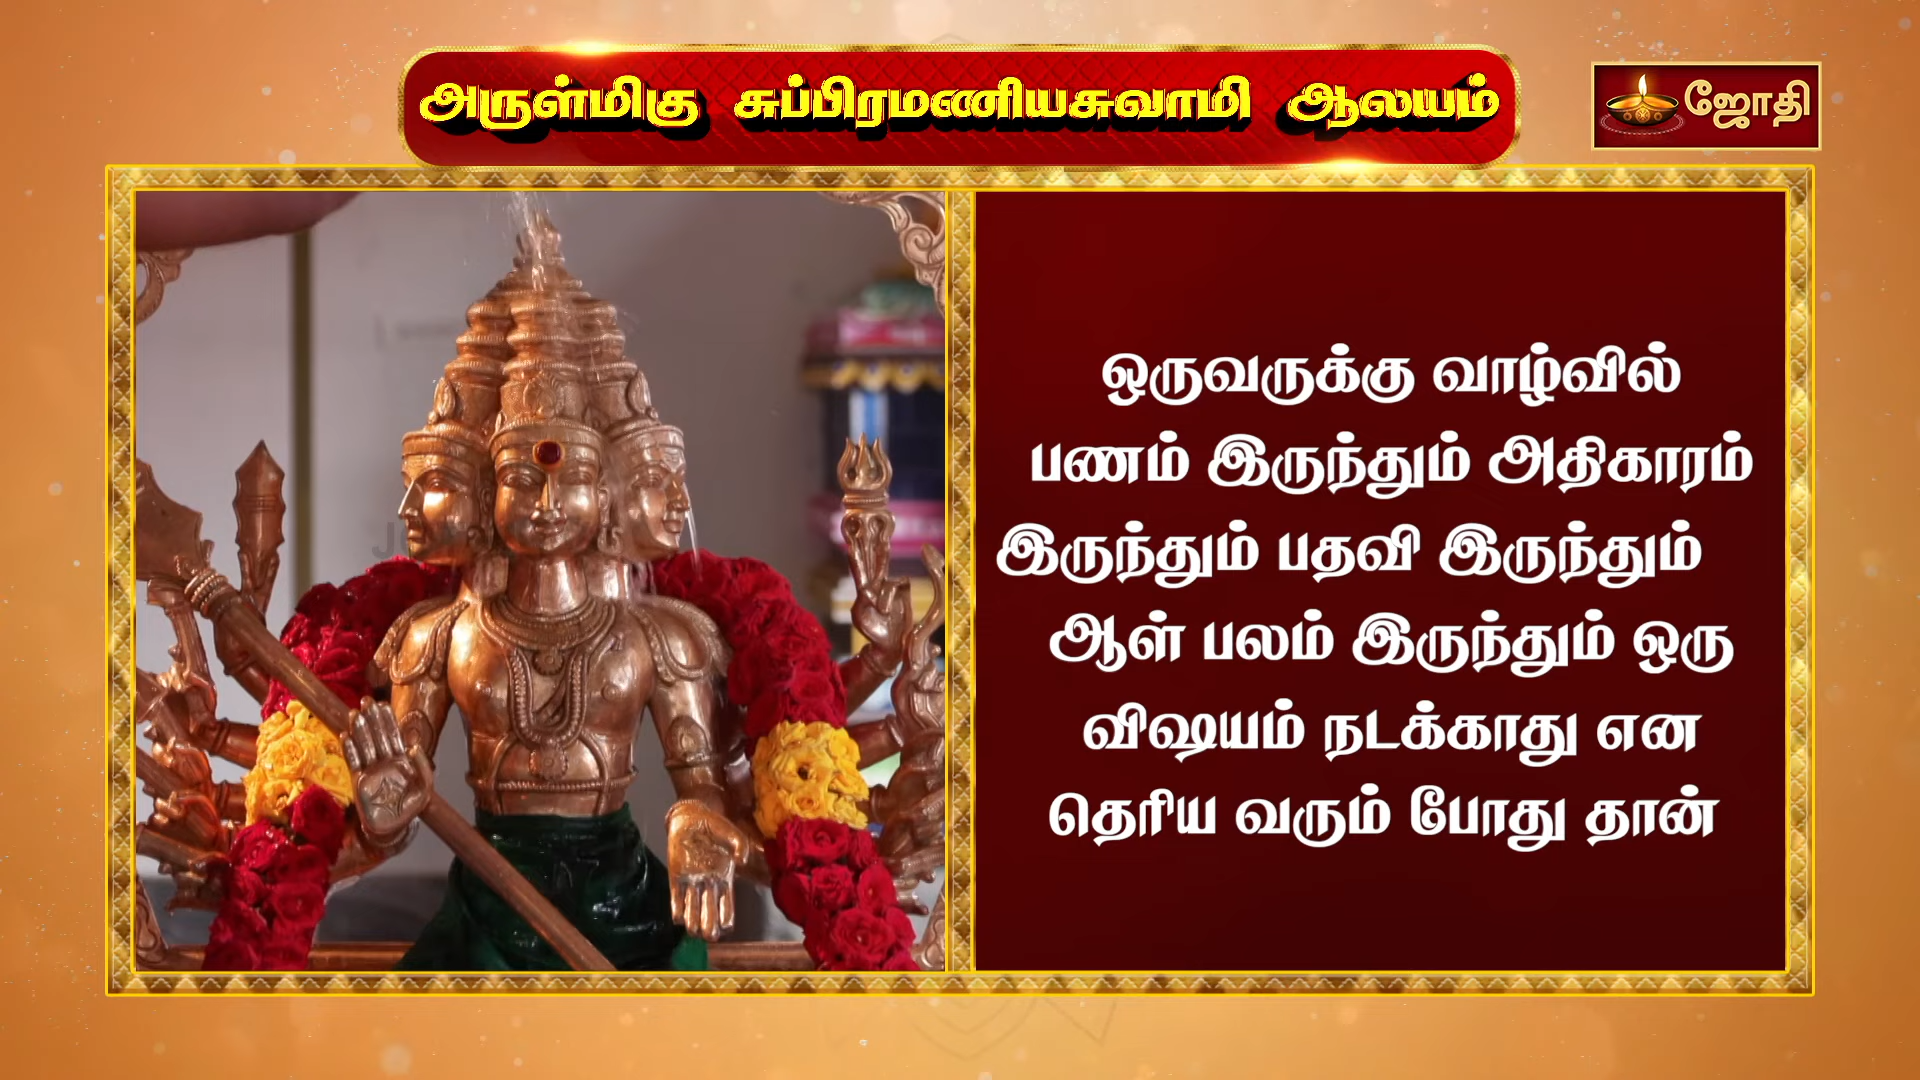 அருள்மிகு சுப்பிரமணியசுவாமி ஆலயம்
ஜோதி
ஒருவருக்கு வாழ்வில்
பணம் இருந்தும் அதிகாரம்
இருந்தும் பதவி இருந்தும்
ஆள் பலம் இருந்தும் ஒரு
விஷயம் நடக்காது என
தெரிய வரும் போது தான்